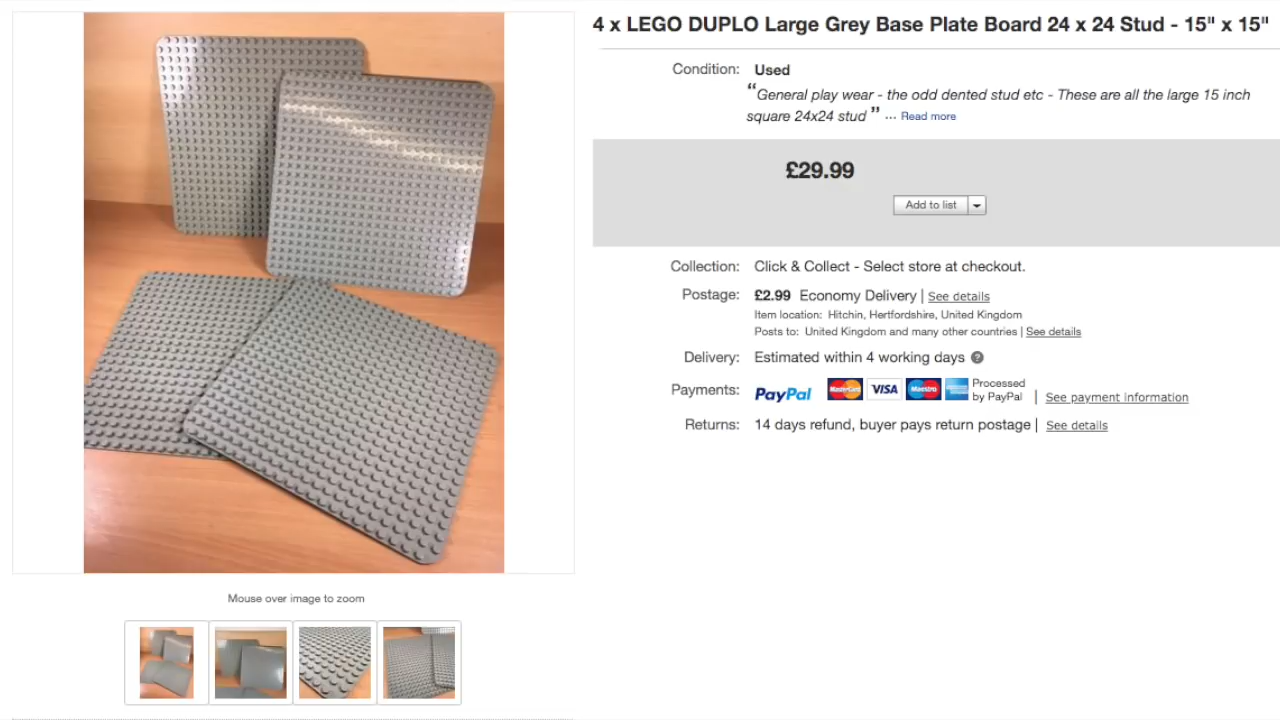 4 x LEGO DUPLO Large Grey Base Plate Board 24 x 24 Stud - 15" x 15"
Condition: Used
“General play wear - the odd dented stud etc - These are all the large 15 inch
square 24x24 stud ” ... Read more
£29.99
Add to list
Collection: Click & Collect - Select store at checkout.
Postage: £2.99 Economy Delivery | See details
Item location: Hitchin, Hertfordshire, United Kingdom
Posts to: United Kingdom and many other countries | See details
Delivery: Estimated within 4 working days ?
Payments: PayPal MasterCard VISA Maestro Processed
by PayPal | See payment information
Returns: 14 days refund, buyer pays return postage | See details
Mouse over image to zoom